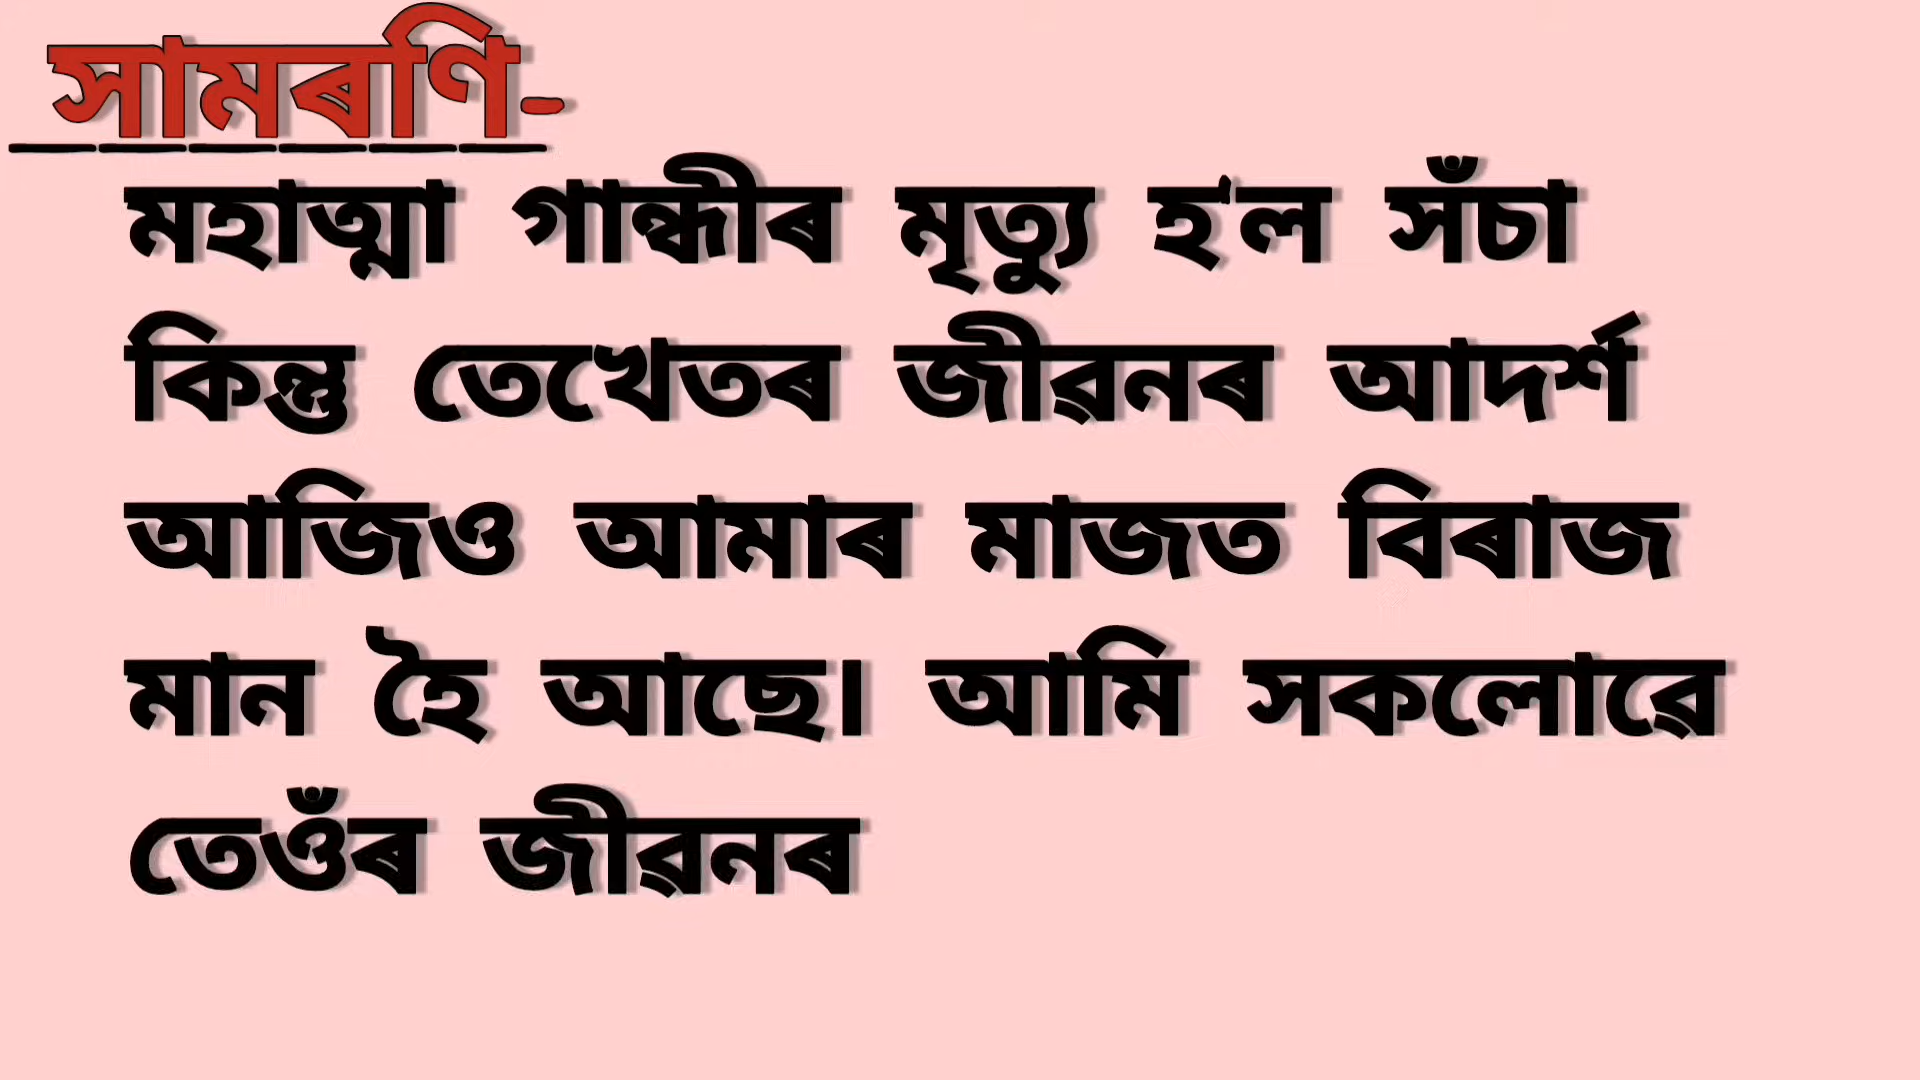 সামৰণি-
মহাত্মা গান্ধীৰ মৃত্যু হ'ল সঁচা
কিন্তু তেখেতৰ জীৱনৰ আদৰ্শ
আজিও আমাৰ মাজত বিৰাজ
মান হৈ আছে। আমি সকলোৱে
তেওঁৰ জীৱনৰ